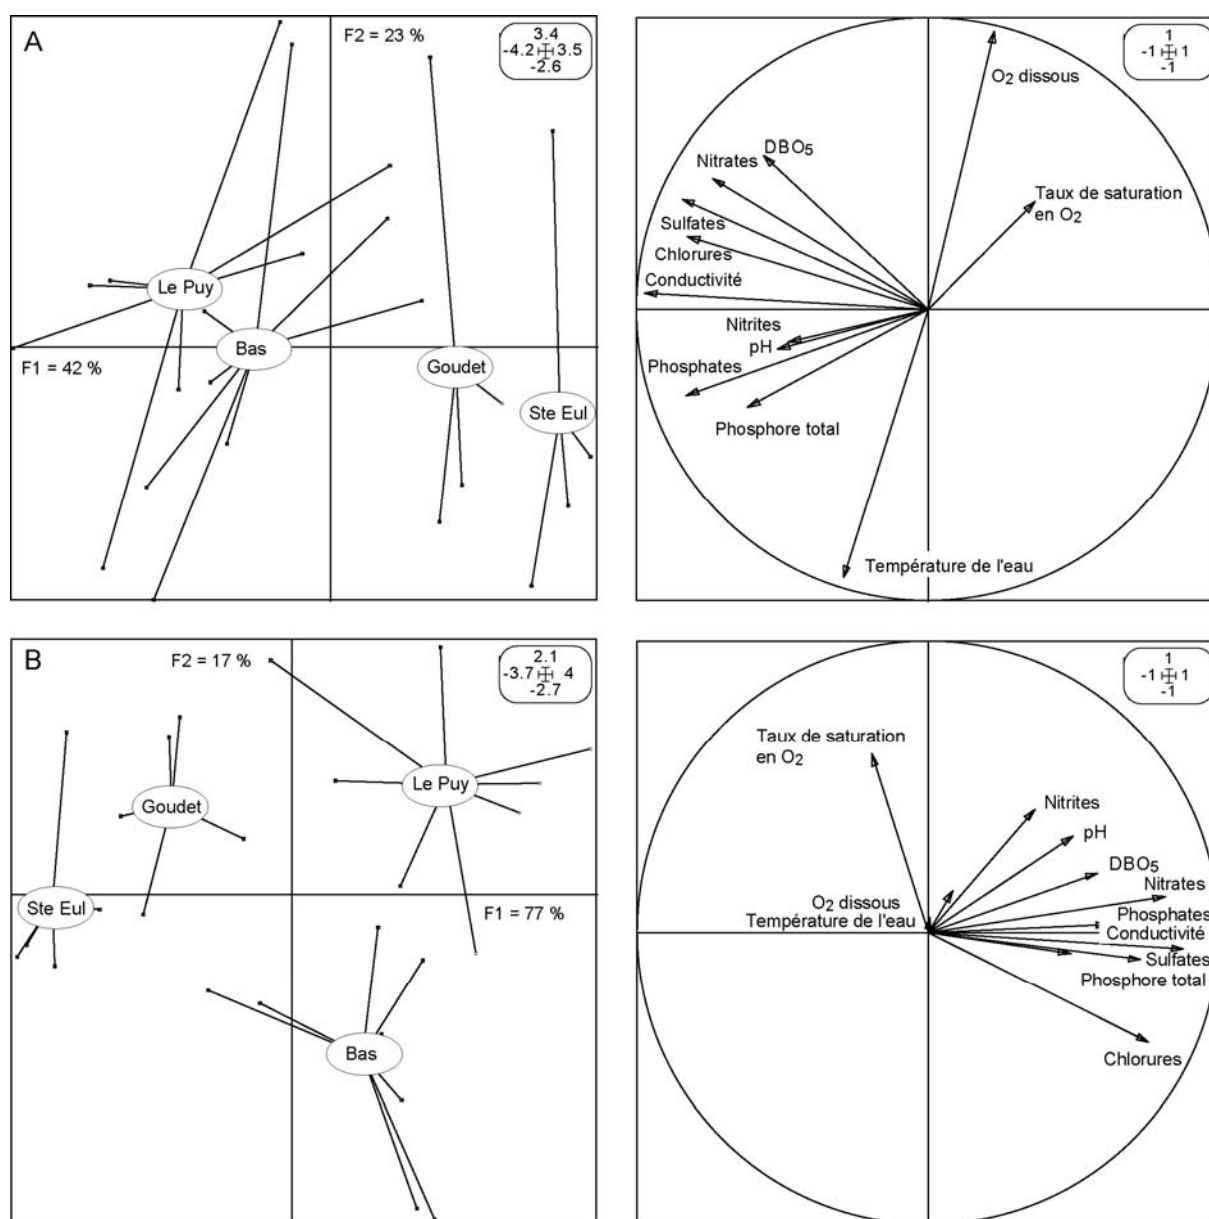 A
F2 = 23 %
3.4
-4.2 3.5
-2.6
Le Puy
Bas
Goudet
Ste Eul
F1 = 42 %
1
-1 1
-1
O2 dissous
DBO5
Nitrates
Taux de saturation
en O2
Sulfates
Chlorures
Conductivité
Nitrites
pH
Phosphates
Phosphore total
Température de l'eau
B
F2 = 17 %
2.1
-3.7 4
-2.7
Le Puy
Goudet
Ste Eul
F1 = 77 %
Bas
1
-1 1
-1
Taux de saturation
en O2
Nitrites
pH
DBO5
Nitrates
O2 dissous
Phosphates
Température de l'eau
Conductivité
Sulfates
Phosphore total
Chlorures